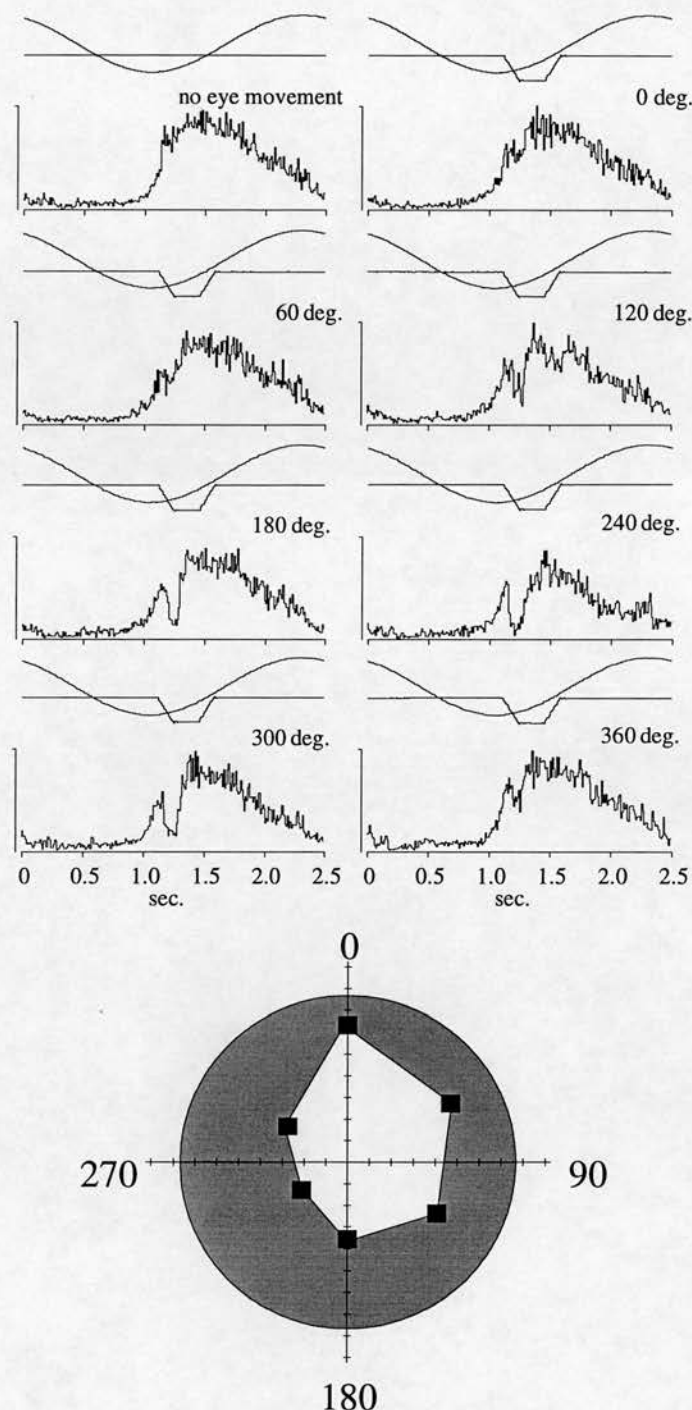 no eye movement
0 deg.
60 deg.
120 deg.
180 deg.
240 deg.
300 deg.
360 deg.
0 0.5 1.0 1.5 2.0 2.5
sec.
0 0.5 1.0 1.5 2.0 2.5
sec.
0
270
90
180